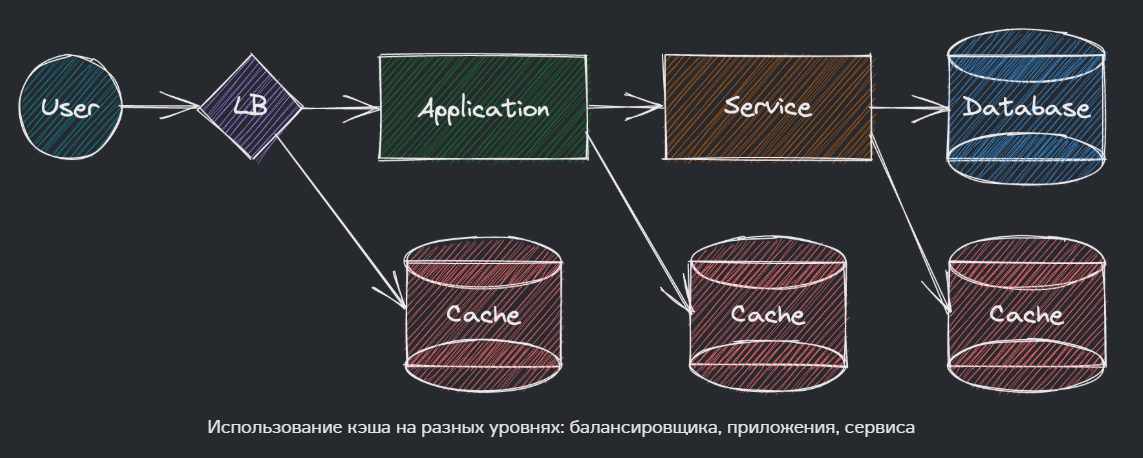 User
LB
Application
Service
Database
Cache
Cache
Cache
Использование кэша на разных уровнях: балансировщика, приложения, сервиса